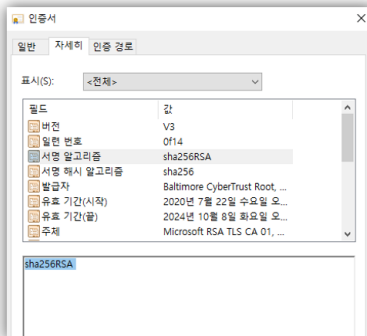 인증서
일반 자세히 인증 경로
표시(S): <전체>
필드 값
버전 V3
일련 번호 0f14
서명 알고리즘 sha256RSA
서명 해시 알고리즘 sha256
발급자 Baltimore CyberTrust Root, ...
유효 기간(시작) 2020년 7월 22일 수요일 오...
유효 기간(끝) 2024년 10월 8일 화요일 오...
주체 Microsoft RSA TLS CA 01, ...
sha256RSA